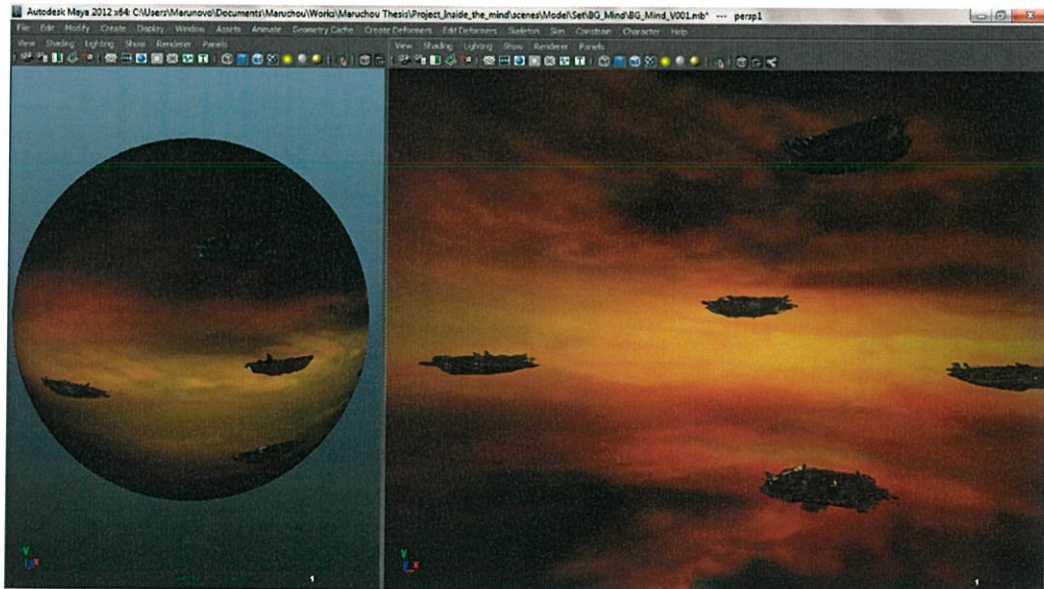 Autodesk Maya 2012 x64: C:\Users\Marunovo\Documents\Maruchou\Works\Maruchou Thesis\Project_Inside_the_mind\scenes\Model\Set\BG_Mind\BG_Mind_V001.mb* --- persp1
File Edit Modify Create Display Window Assets Animate Geometry Cache Create Deformers Edit Deformers Skeleton Skin Constrain Character Help
View Shading Lighting Show Renderer Panels
View Shading Lighting Show Renderer Panels
Y
X
1
Y
X
1